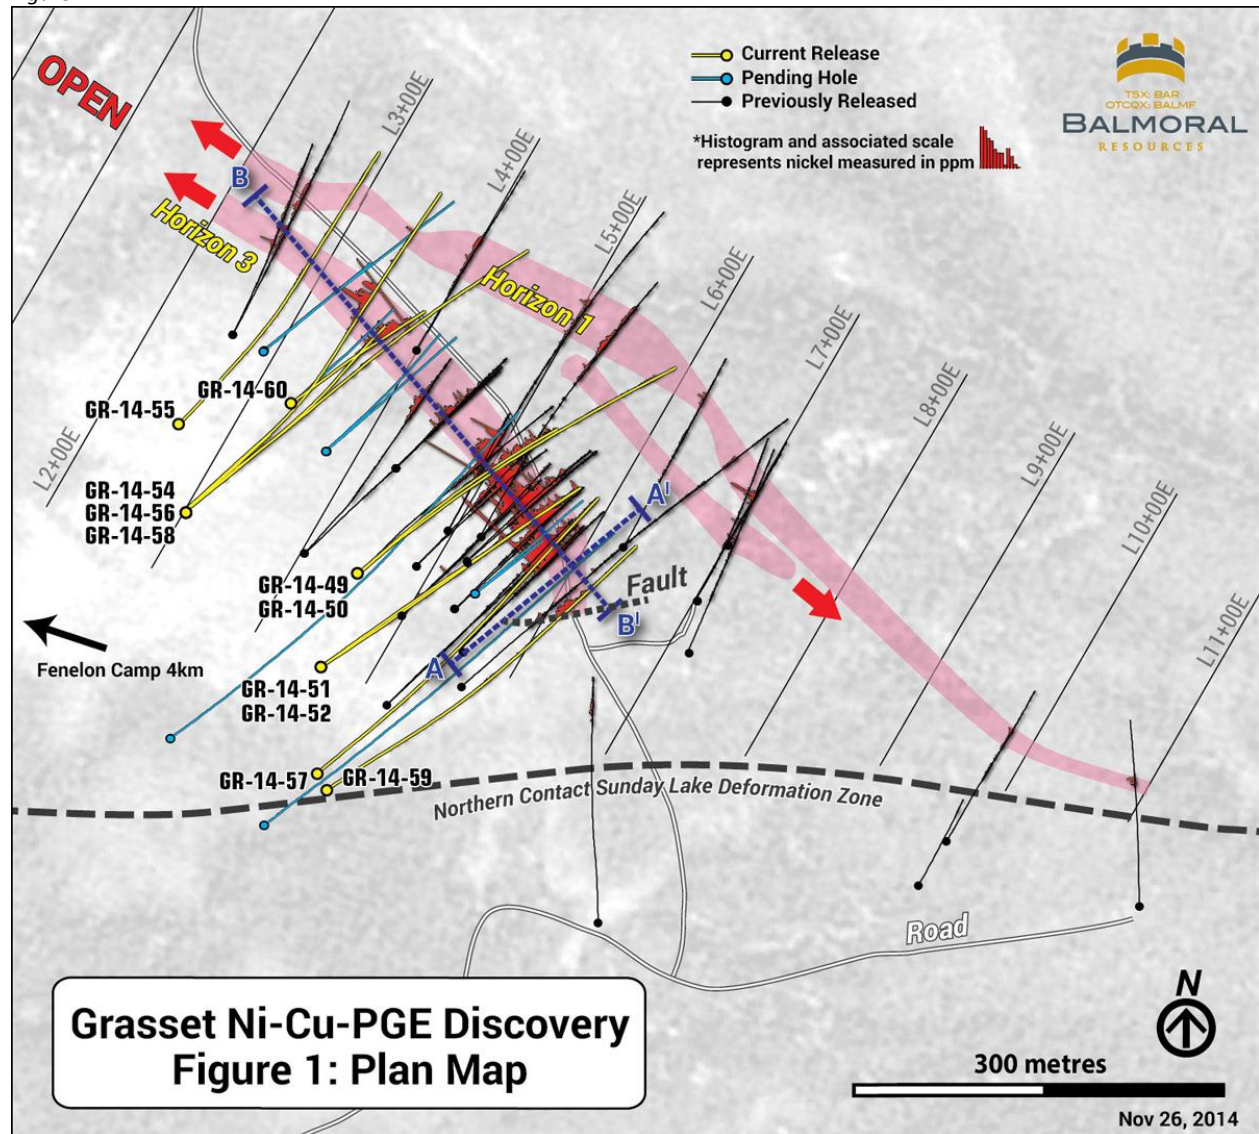 OPEN
Current Release
Pending Hole
Previously Released
*Histogram and associated scale
represents nickel measured in ppm
TSX: BAR
OTCQX: BALMF
BALMORAL
RESOURCES
L3+00E
L4+00E
L5+00E
L6+00E
L7+00E
L8+00E
L9+00E
L10+00E
L11+00E
L2+00E
B
Horizon 3
Horizon 1
GR-14-60
GR-14-55
GR-14-54
GR-14-56
GR-14-58
GR-14-49
GR-14-50
A'
Fault
B'
A
Fenelon Camp 4km
GR-14-51
GR-14-52
GR-14-57
GR-14-59
Northern Contact Sunday Lake Deformation Zone
Road
N
Grasset Ni-Cu-PGE Discovery
Figure 1: Plan Map
300 metres
Nov 26, 2014